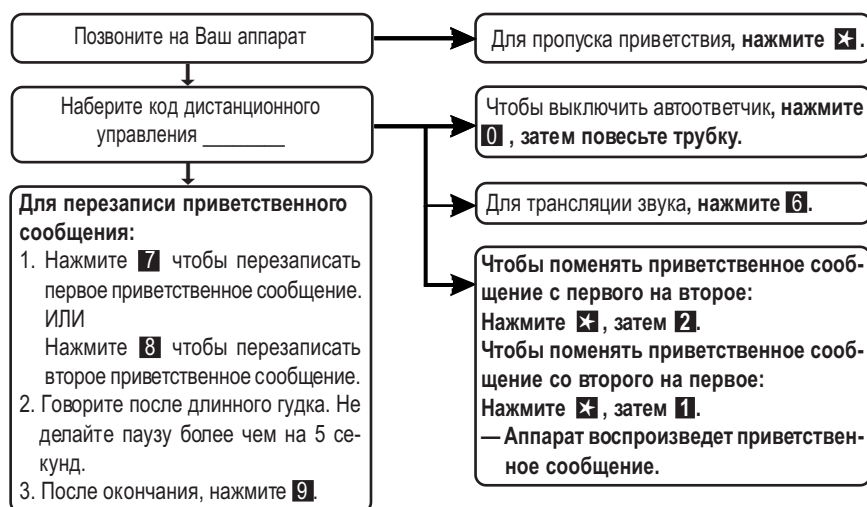 Позвоните на Ваш аппарат
Для пропуска приветствия, нажмите *.
Наберите код дистанционного
управления ________
Чтобы выключить автоответчик, нажмите
0 , затем повесьте трубку.
Для трансляции звука, нажмите 6.
Для перезаписи приветственного
сообщения:
1. Нажмите 7 чтобы перезаписать
первое приветственное сообщение.
ИЛИ
Нажмите 8 чтобы перезаписать
второе приветственное сообщение.
2. Говорите после длинного гудка. Не
делайте паузу более чем на 5 се-
кунд.
3. После окончания, нажмите 9.
Чтобы поменять приветственное сооб-
щение с первого на второе:
Нажмите * , затем 2.
Чтобы поменять приветственное сооб-
щение со второго на первое:
Нажмите * , затем 1.
— Аппарат воспроизведет приветствен-
ное сообщение.